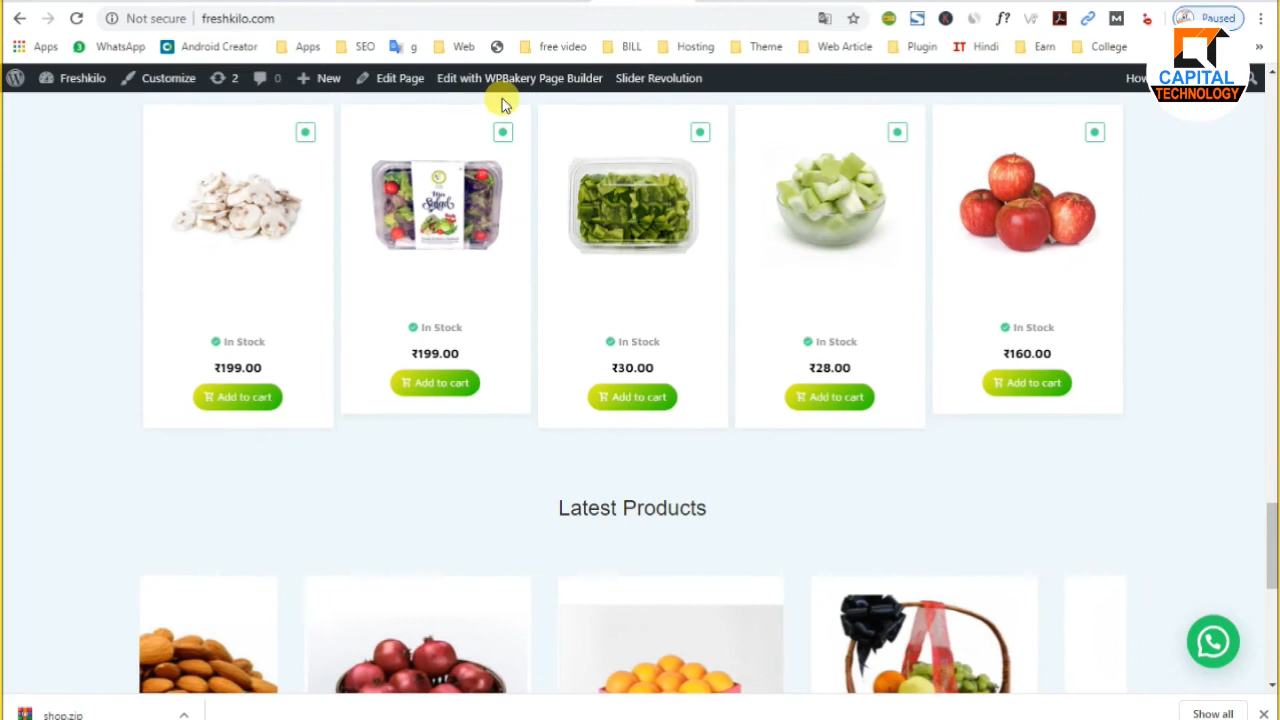 Not secure freshkilo.com Paused
Apps WhatsApp Android Creator Apps SEO g Web free video BILL Hosting Theme Web Article Plugin IT Hindi Earn College »
Freshkilo Customize 2 0 New Edit Page Edit with WPBakery Page Builder Slider Revolution How
CAPITAL
TECHNOLOGY
Mix
Salad
In Stock In Stock In Stock In Stock In Stock
₹199.00 ₹199.00 ₹30.00 ₹28.00 ₹160.00
Add to cart Add to cart Add to cart Add to cart Add to cart
Latest Products
shop.zip Show all